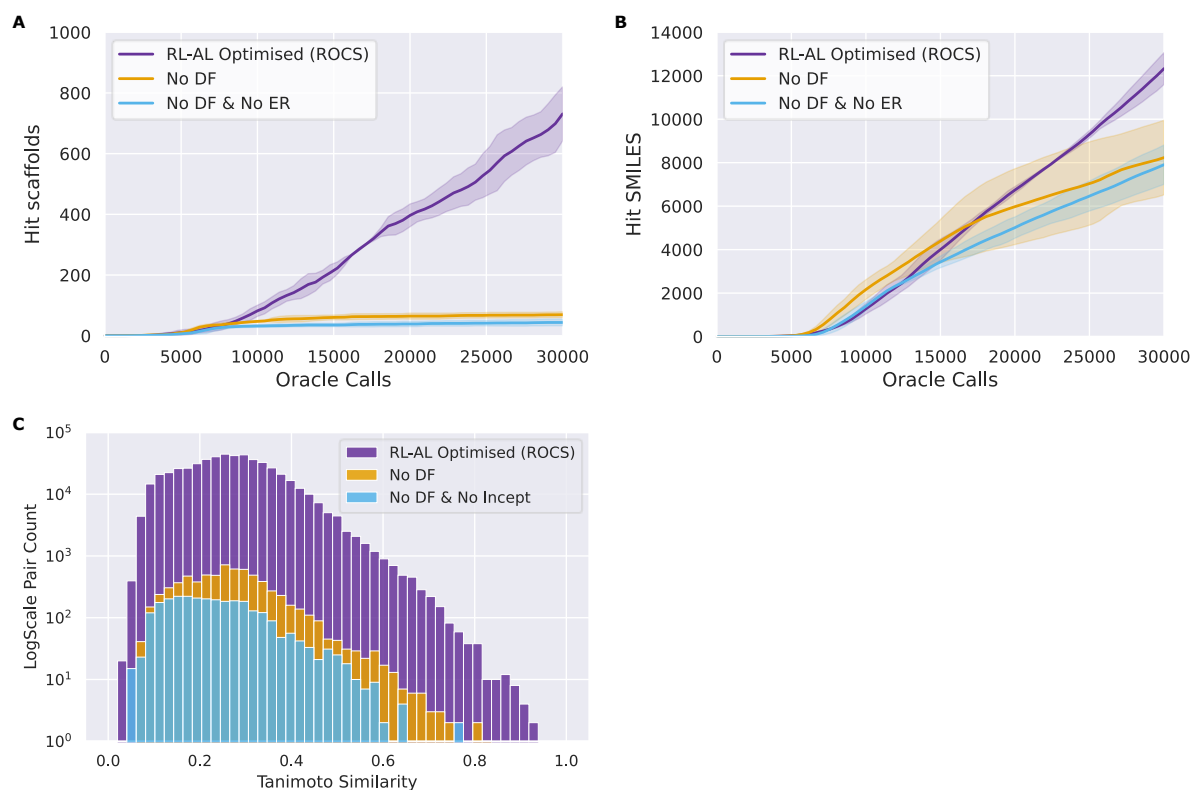 A
1000
800
600
400
200
0
Hit scaffolds
RL-AL Optimised (ROCS)
No DF
No DF & No ER
0 5000 10000 15000 20000 25000 30000
Oracle Calls
B
14000
12000
10000
8000
6000
4000
2000
0
Hit SMILES
RL-AL Optimised (ROCS)
No DF
No DF & No ER
0 5000 10000 15000 20000 25000 30000
Oracle Calls
C
10⁵
10⁴
10³
10²
10¹
10⁰
LogScale Pair Count
RL-AL Optimised (ROCS)
No DF
No DF & No Incept
0.0 0.2 0.4 0.6 0.8 1.0
Tanimoto Similarity